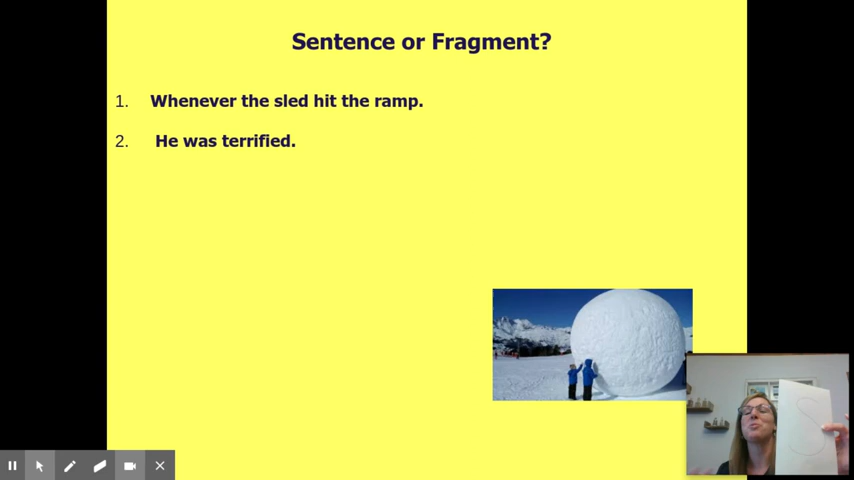 Sentence or Fragment?
1. Whenever the sled hit the ramp.
2. He was terrified.
S